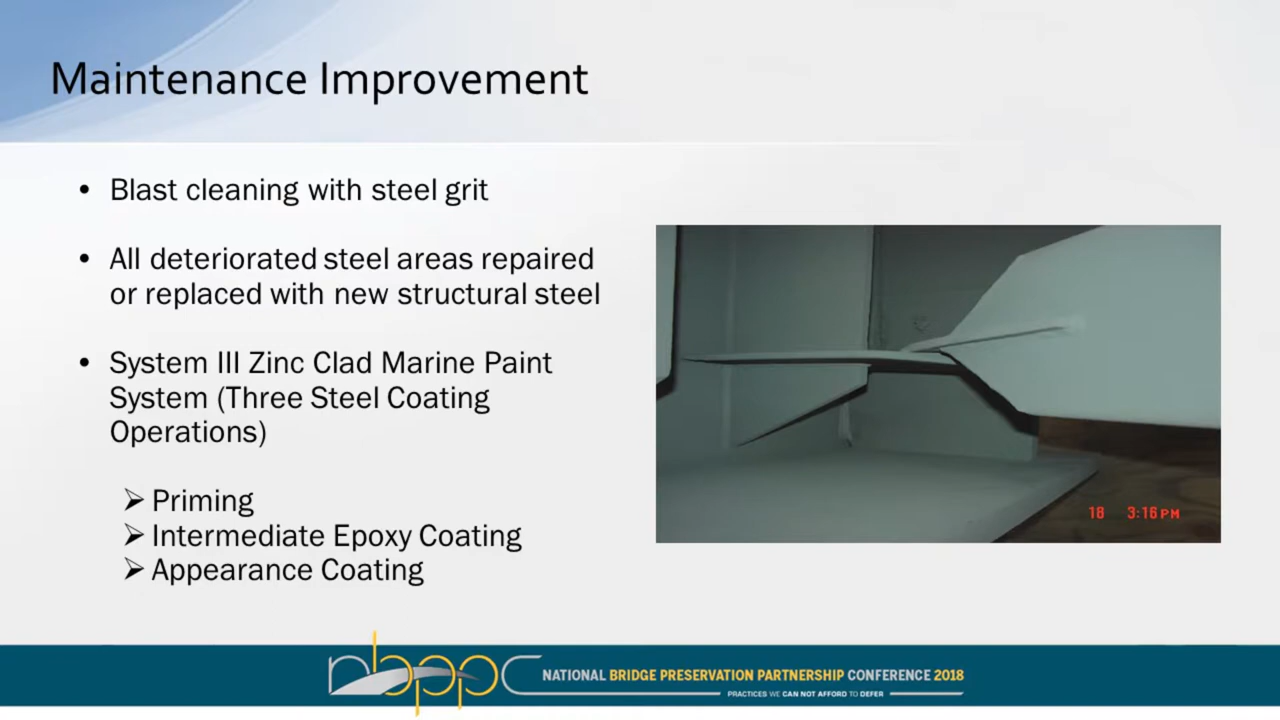 Maintenance Improvement
• Blast cleaning with steel grit
• All deteriorated steel areas repaired
or replaced with new structural steel
• System III Zinc Clad Marine Paint
System (Three Steel Coating
Operations)
➢ Priming
➢ Intermediate Epoxy Coating
➢ Appearance Coating
18 3:16 PM
nbppc
NATIONAL BRIDGE PRESERVATION PARTNERSHIP CONFERENCE 2018
PRACTICES WE CAN NOT AFFORD TO DEFER